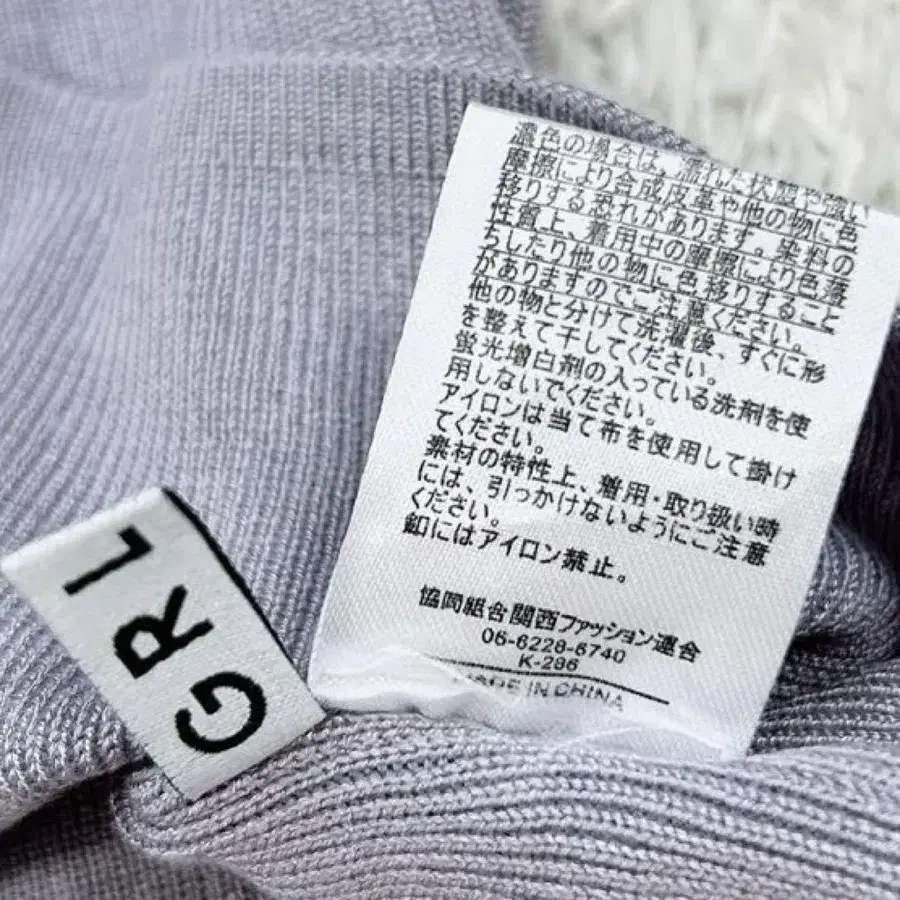 濃色の場合は、濡れた状態や強い
摩擦により合成皮革や他の物に色
移りする恐れがあります。染料の
性質上、着用中の摩擦により色落
ちしたり他の物に色移りすること
がありますのでご注意ください。
他の物と分けて洗濯後、すぐに形
を整えて干してください。
蛍光増白剤の入っている洗剤を使
用しないでください。
アイロンは当て布を使用して掛け
てください。
素材の特性上、着用・取り扱い時
には、引っかけないようにご注意
ください。
釦にはアイロン禁止。
協同組合関西ファッション連合
06-6228-6740
K-286
MADE IN CHINA
GRL